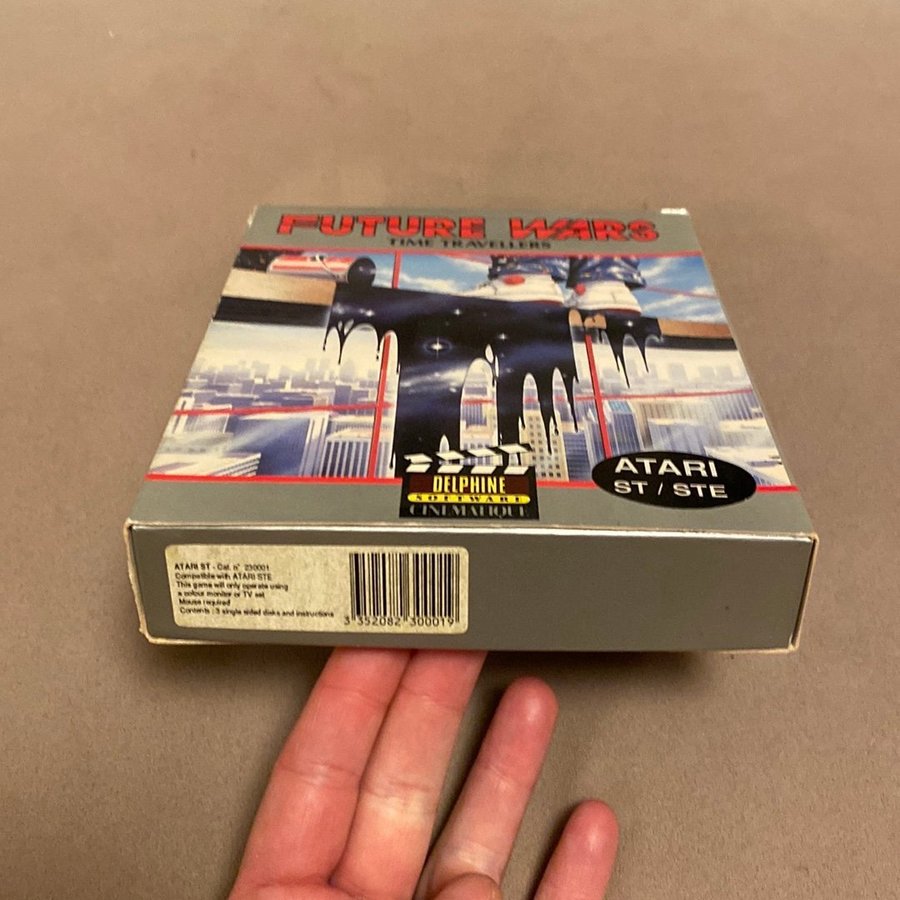 FUTURE WARS
TIME TRAVELLERS
ATARI
ST / STE
DELPHINE
SOFTWARE
CINEMATIQUE
ATARI ST - Cat. n° 230001
Compatible with ATARI STE
This game will only operate using
a colour monitor or TV set
Mouse required
Contents : 3 single sided disks and instructions
3 352082 300019